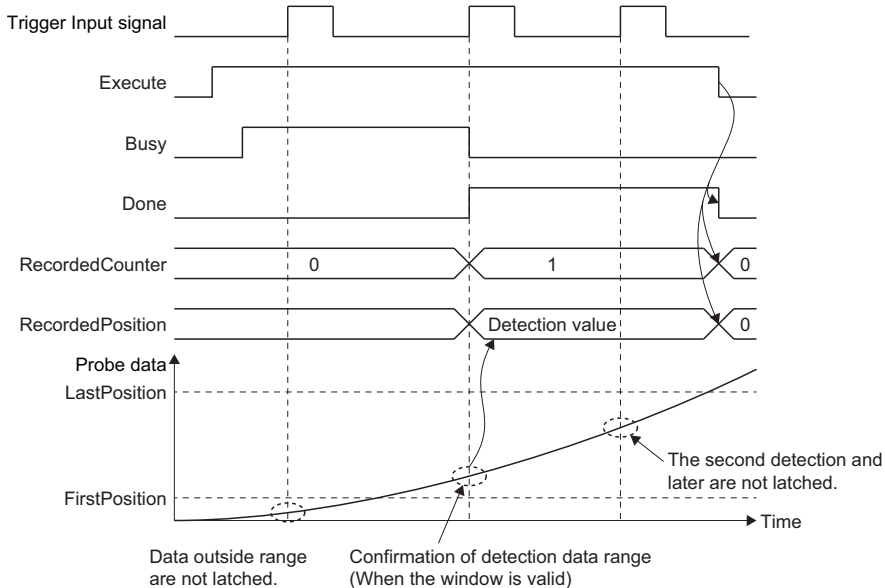 Trigger Input signal
Execute
Busy
Done
RecordedCounter
0
1
0
RecordedPosition
Detection value
0
Probe data
LastPosition
The second detection and
later are not latched.
FirstPosition
Time
Data outside range
are not latched.
Confirmation of detection data range
(When the window is valid)